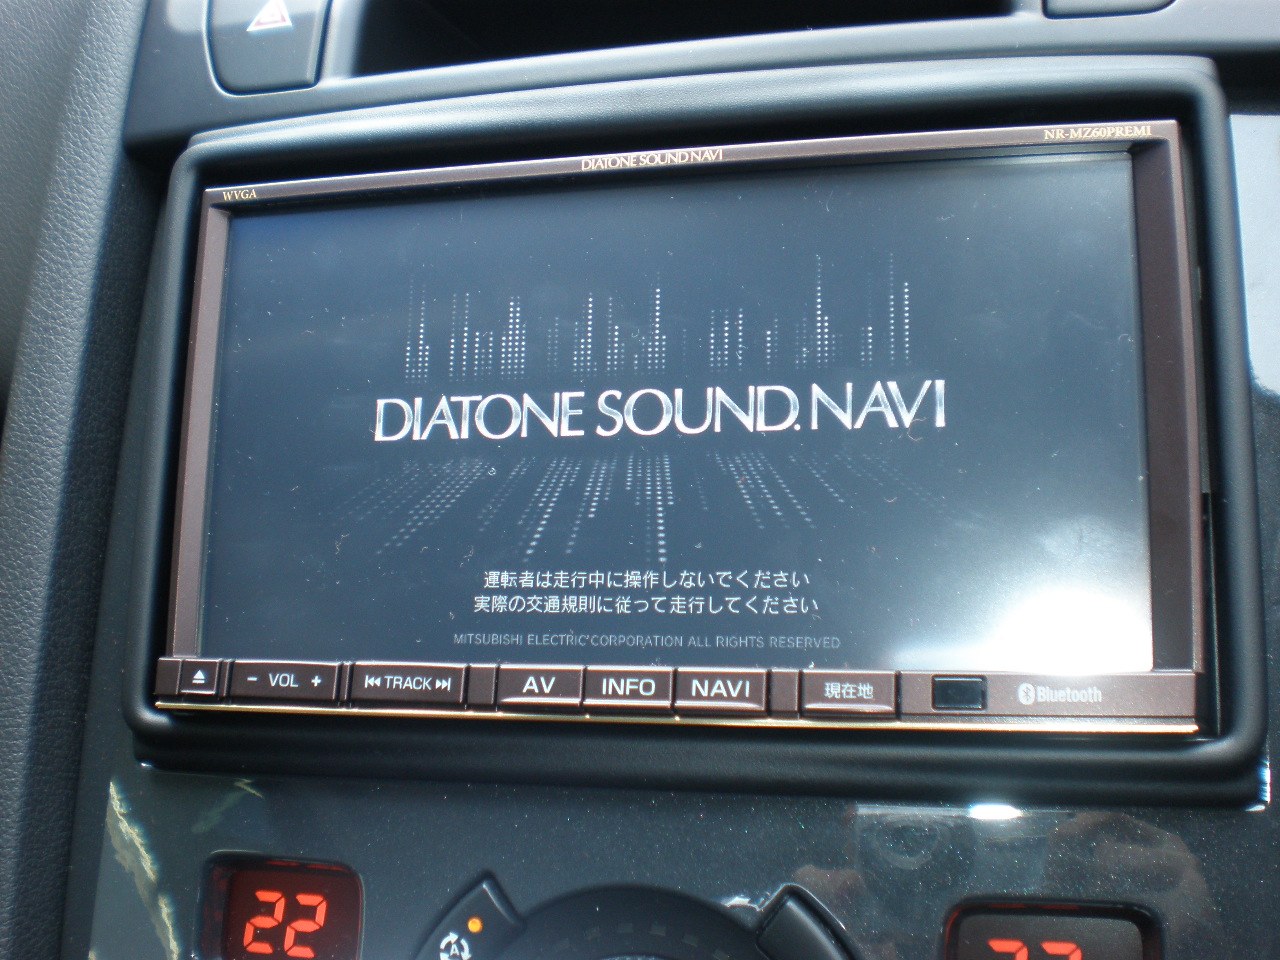 NR-MZ60PREMI
DIATONE SOUND.NAVI
WVGA
DIATONE SOUND.NAVI
運転者は走行中に操作しないでください
実際の交通規則に従って走行してください
MITSUBISHI ELECTRIC CORPORATION ALL RIGHTS RESERVED
− VOL +
TRACK
AV
INFO
NAVI
現在地
Bluetooth
22
A